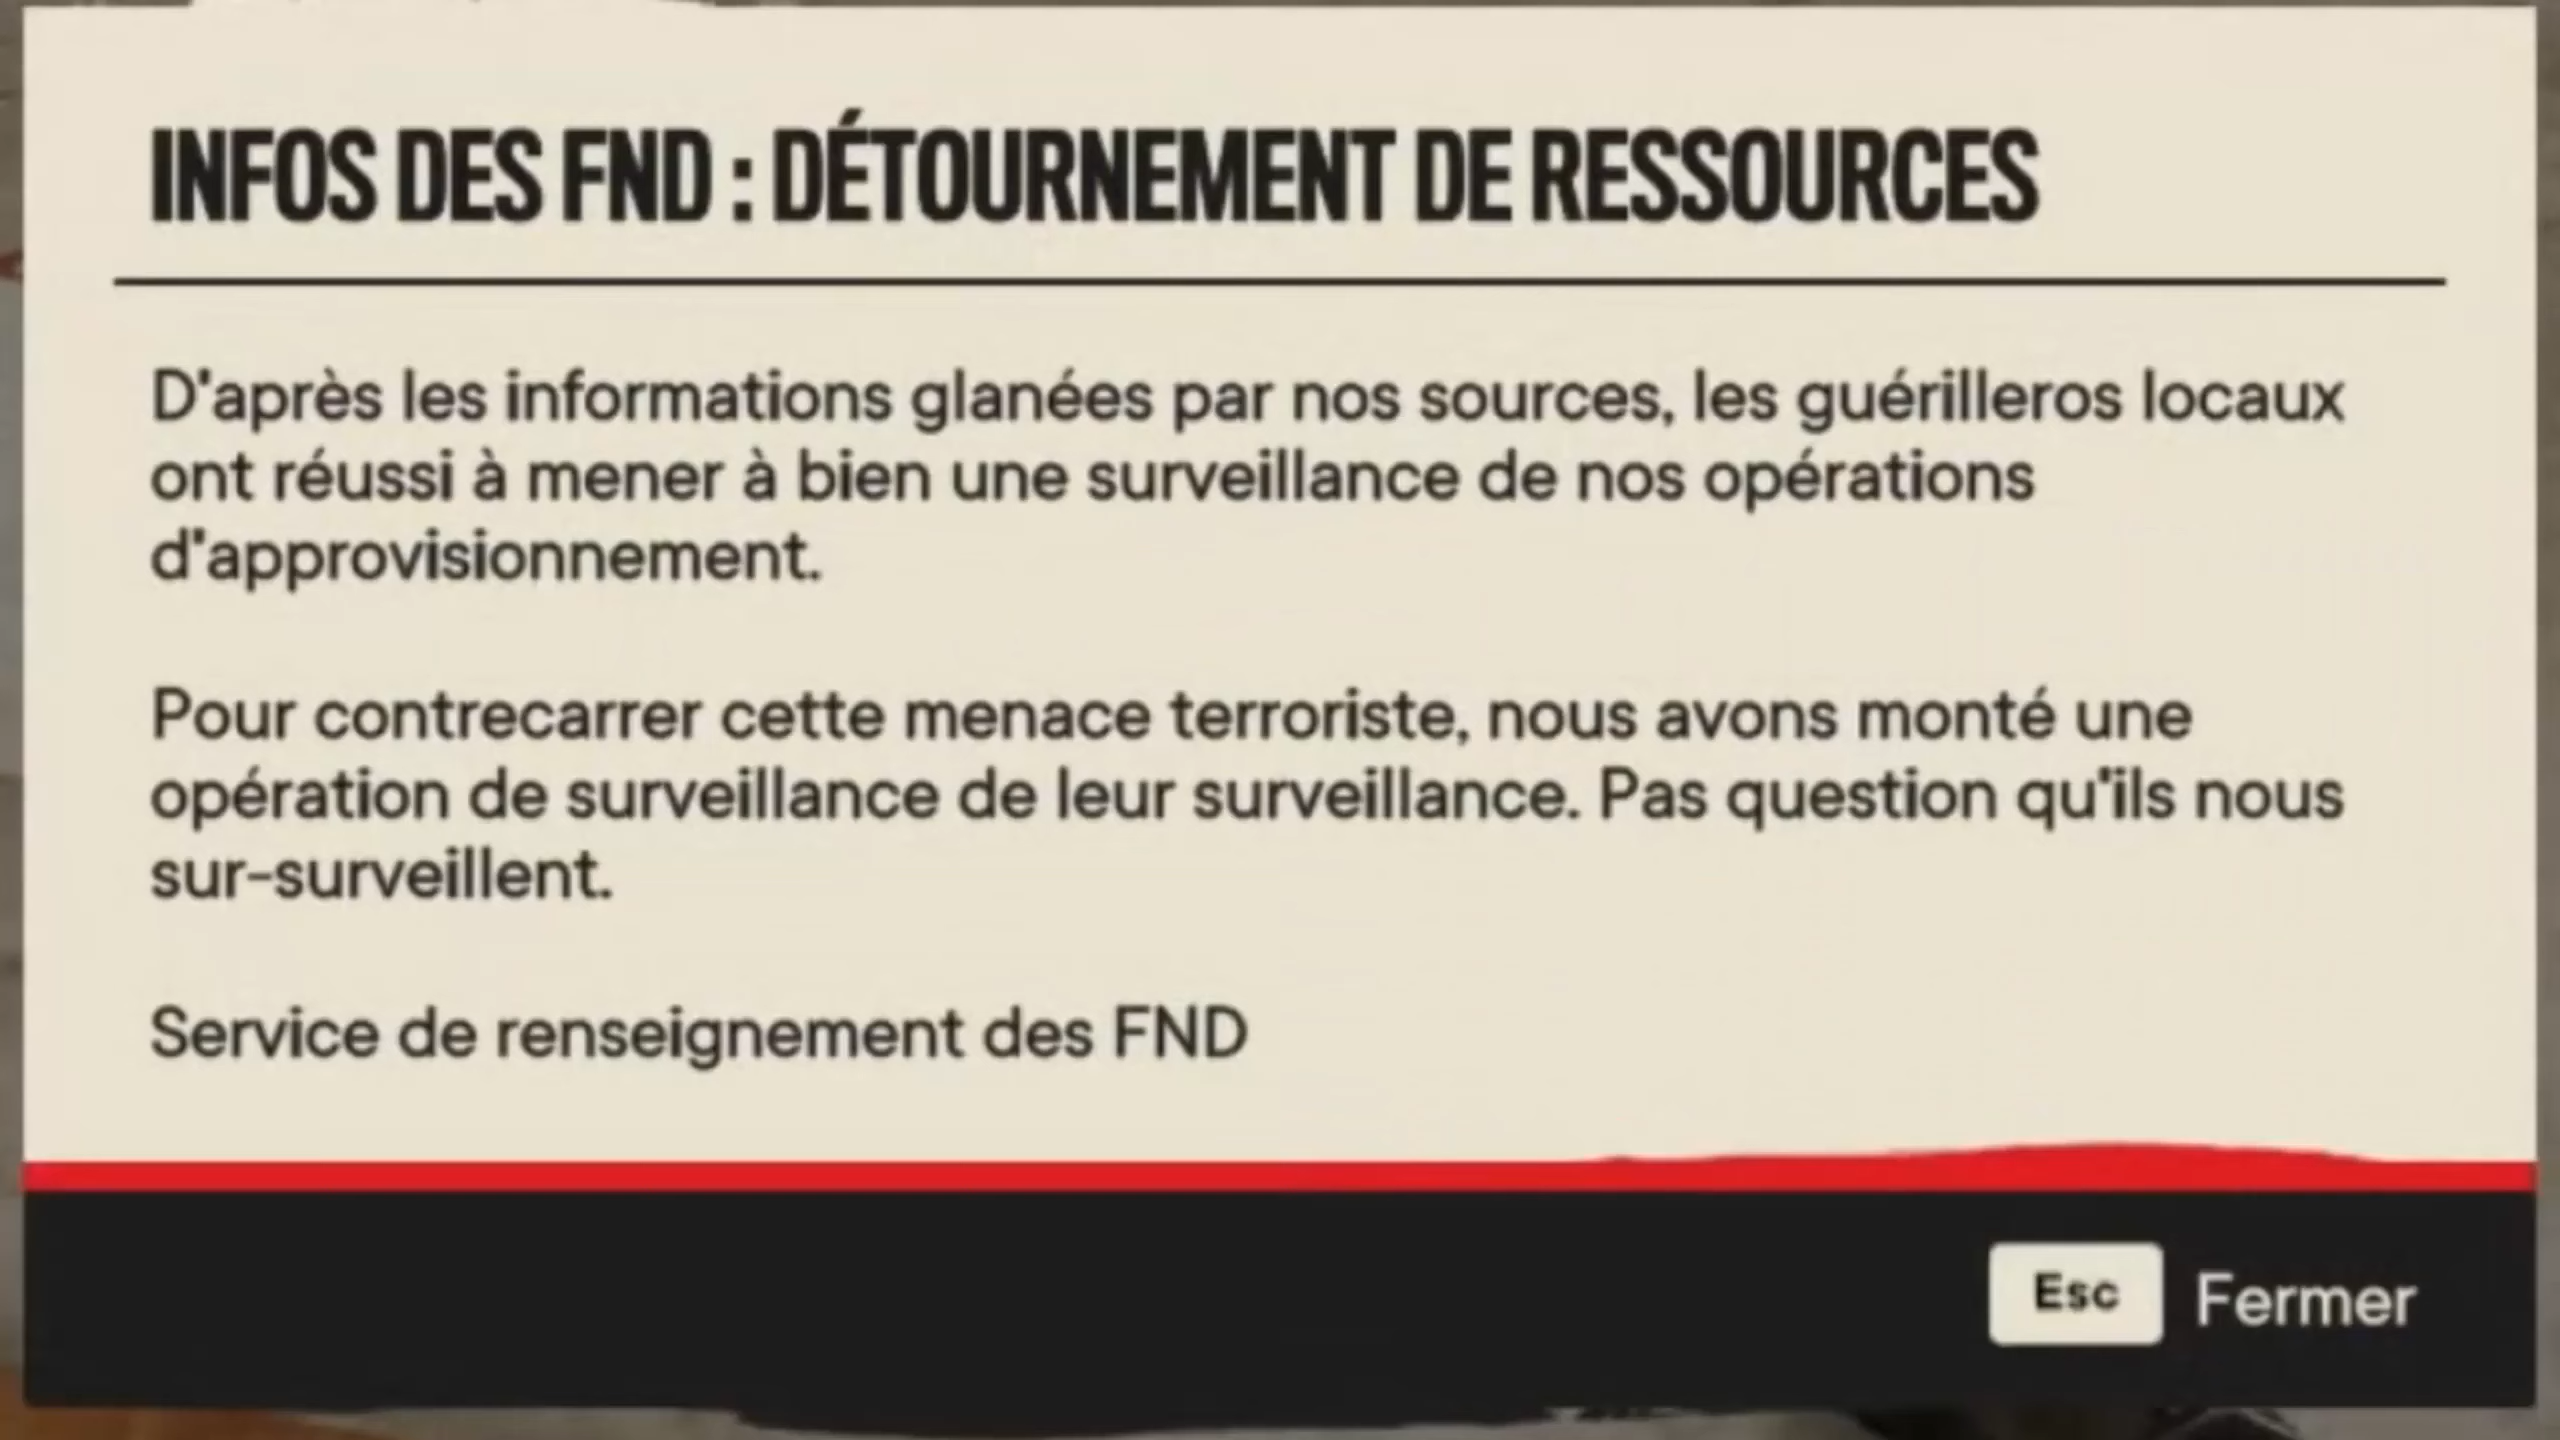 INFOS DES FND : DÉTOURNEMENT DE RESSOURCES
D'après les informations glanées par nos sources, les guérilleros locaux
ont réussi à mener à bien une surveillance de nos opérations
d'approvisionnement.
Pour contrecarrer cette menace terroriste, nous avons monté une
opération de surveillance de leur surveillance. Pas question qu'ils nous
sur-surveillent.
Service de renseignement des FND
Esc Fermer